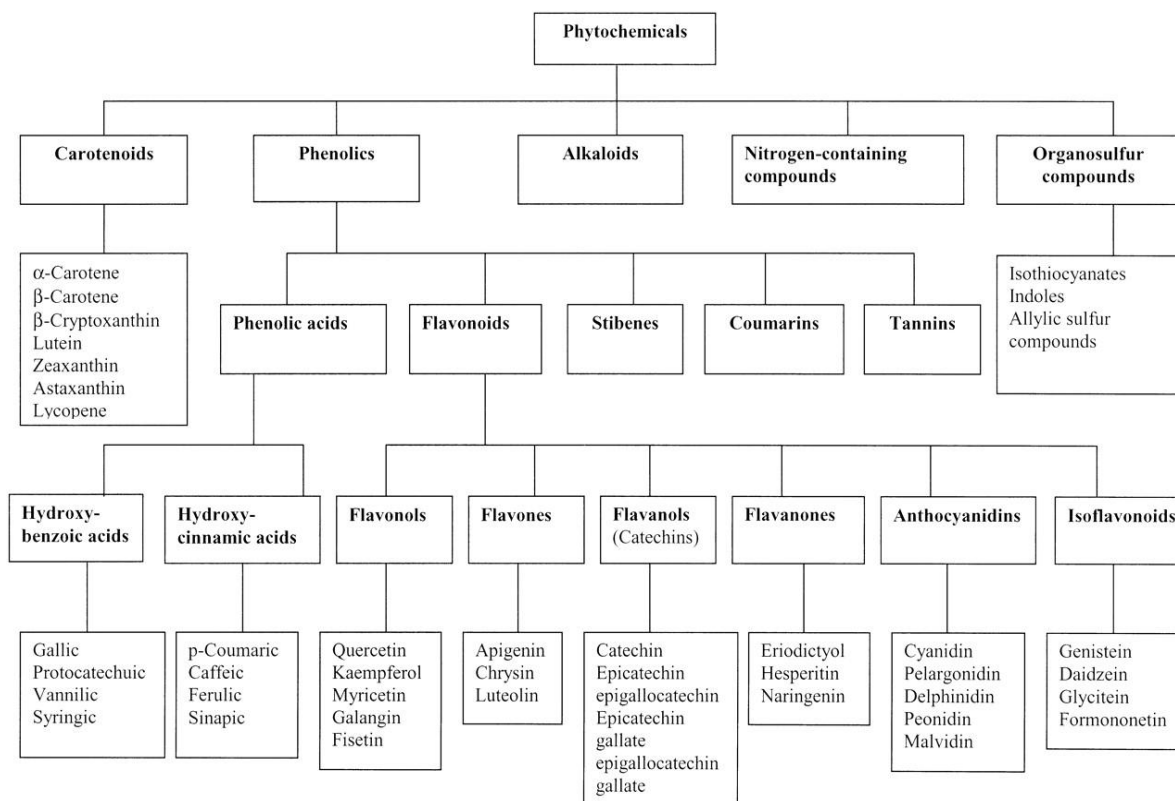 Phytochemicals
Carotenoids
Phenolics
Alkaloids
Nitrogen-containing
compounds
Organosulfur
compounds
α-Carotene
β-Carotene
β-Cryptoxanthin
Lutein
Zeaxanthin
Astaxanthin
Lycopene
Isothiocyanates
Indoles
Allylic sulfur
compounds
Phenolic acids
Flavonoids
Stibenes
Coumarins
Tannins
Hydroxy-
benzoic acids
Hydroxy-
cinnamic acids
Flavonols
Flavones
Flavanols
(Catechins)
Flavanones
Anthocyanidins
Isoflavonoids
Gallic
Protocatechuic
Vannilic
Syringic
p-Coumaric
Caffeic
Ferulic
Sinapic
Quercetin
Kaempferol
Myricetin
Galangin
Fisetin
Apigenin
Chrysin
Luteolin
Catechin
Epicatechin
epigallocatechin
Epicatechin
gallate
epigallocatechin
gallate
Eriodictyol
Hesperitin
Naringenin
Cyanidin
Pelargonidin
Delphinidin
Peonidin
Malvidin
Genistein
Daidzein
Glycitein
Formononetin